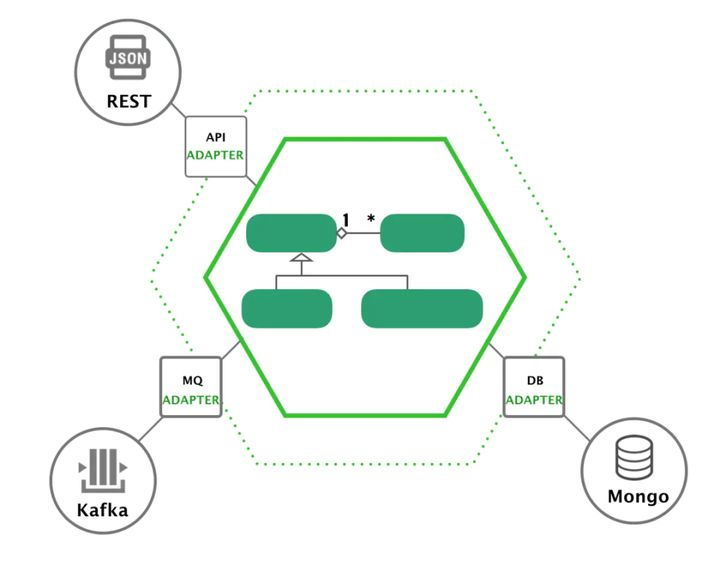 JSON
REST
API
ADAPTER
1 *
MQ
ADAPTER
DB
ADAPTER
Kafka
Mongo